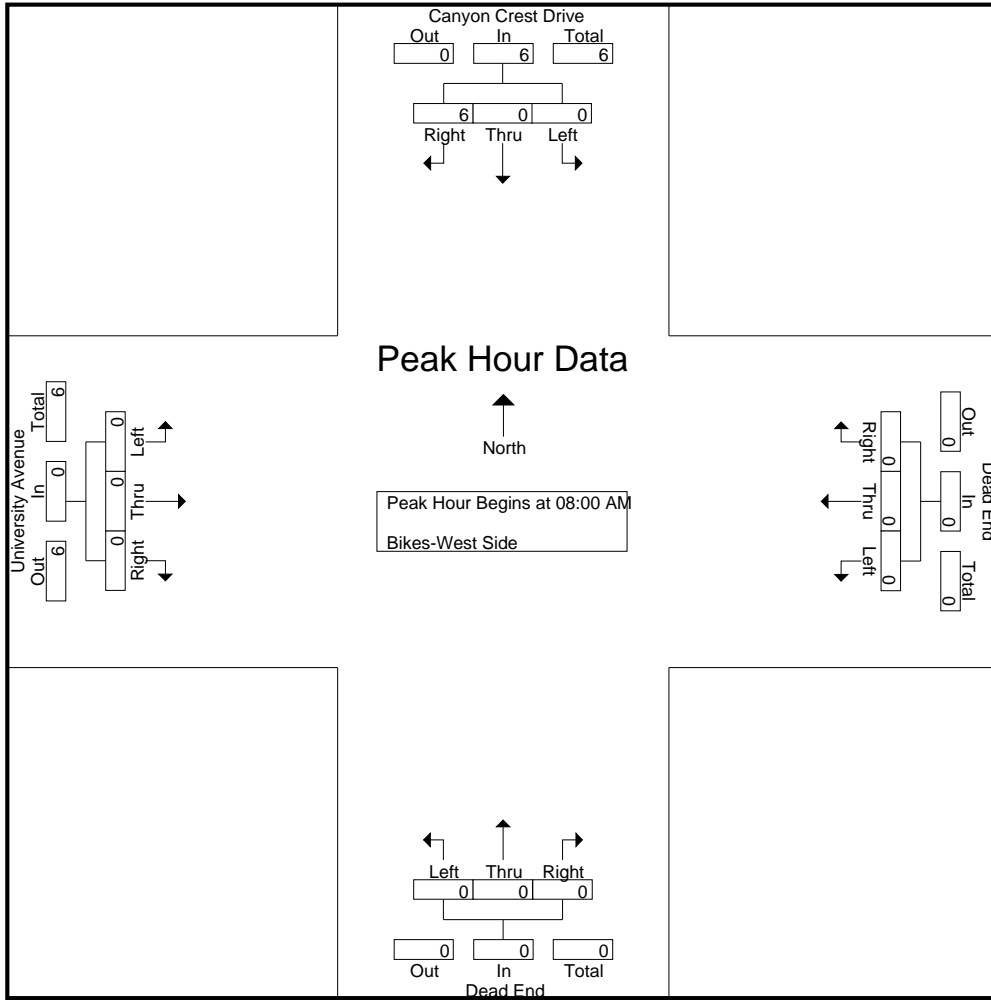 Canyon Crest Drive
Out In Total
0 6 6
6 0 0
Right Thru Left
Peak Hour Data
North
Peak Hour Begins at 08:00 AM
Bikes-West Side
University Avenue
Out In Total
6 0 6
Left Thru Right
0 0 0
Dead End
Out In Total
0 0 0
Right Thru Left
0 0 0
Left Thru Right
0 0 0
0 0 0
Out In Total
Dead End